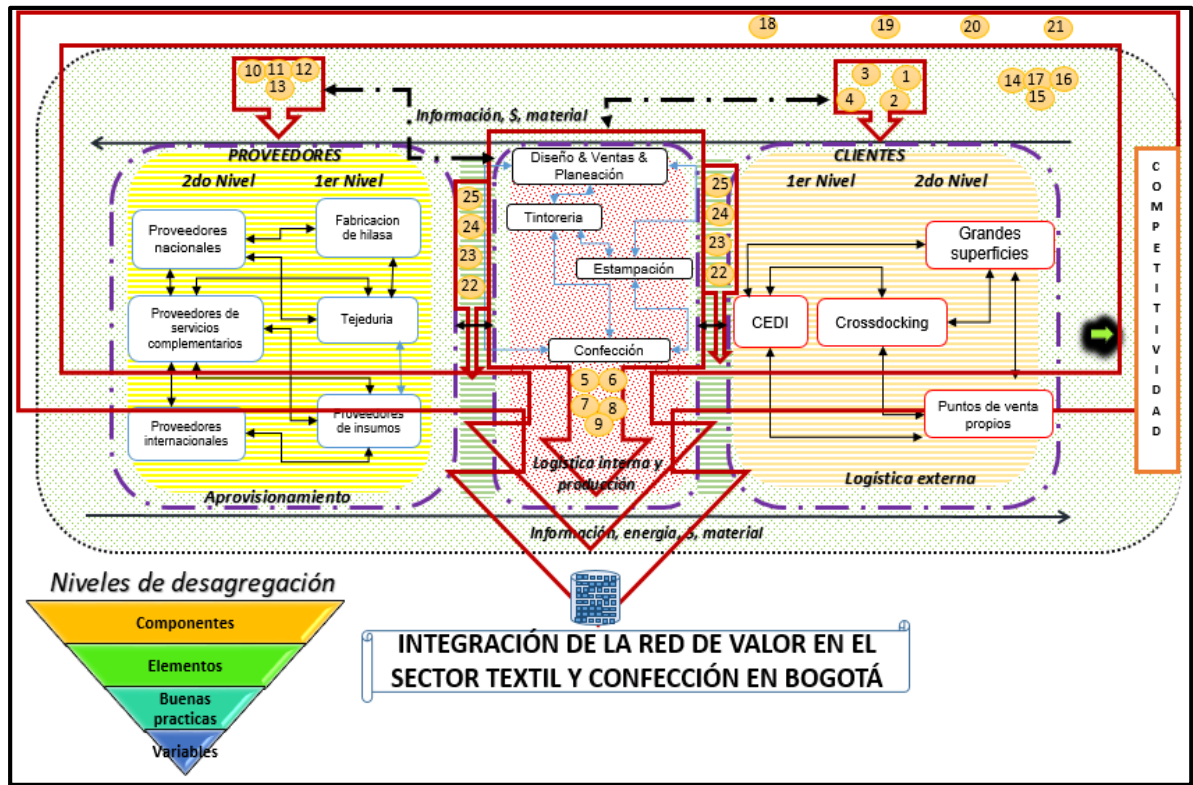 18
19
20
21
10
11
12
13
3
1
4
2
14
17
16
15
Información, $, material
PROVEEDORES
2do Nivel
1er Nivel
Proveedores
nacionales
Fabricacion
de hilasa
Proveedores de
servicios
complementarios
Tejeduria
Proveedores
internacionales
Proveedores
de insumos
Aprovisionamiento
25
24
23
22
Diseño & Ventas &
Planeación
Tintoreria
Estampación
Confección
5
6
7
8
9
Logística interna y
producción
25
24
23
22
CLIENTES
1er Nivel
2do Nivel
Grandes
superficies
CEDI
Crossdocking
Puntos de venta
propios
Logística externa
COMPETITIVIDAD
Información, energía, $, material
Niveles de desagregación
Componentes
Elementos
Buenas
practicas
Variables
INTEGRACIÓN DE LA RED DE VALOR EN EL
SECTOR TEXTIL Y CONFECCIÓN EN BOGOTÁ